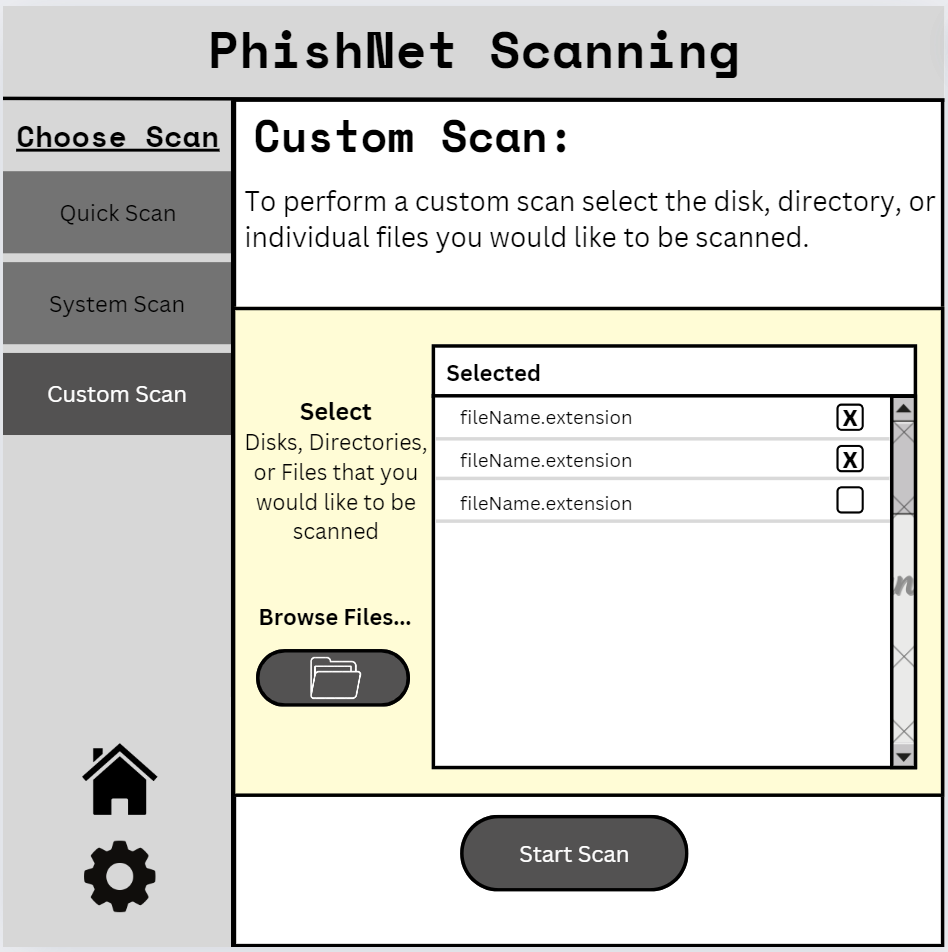 PhishNet Scanning
Choose Scan
Quick Scan
System Scan
Custom Scan
Custom Scan:
To perform a custom scan select the disk, directory, or
individual files you would like to be scanned.
Select
Disks, Directories,
or Files that you
would like to be
scanned
Browse Files...
Selected
fileName.extension X
fileName.extension X
fileName.extension
Start Scan